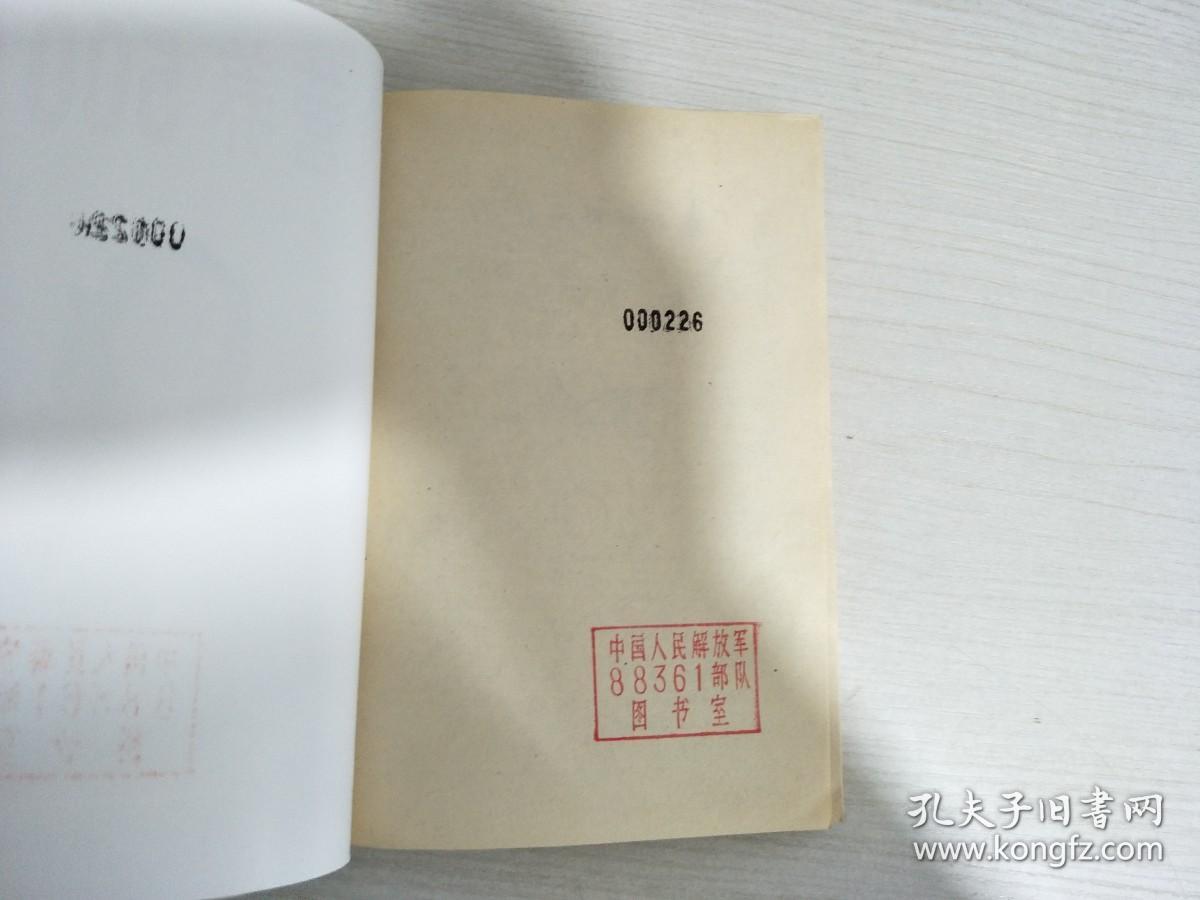 000226
中国人民解放军
88361部队
图书室
孔夫子旧書网
www.kongfz.com